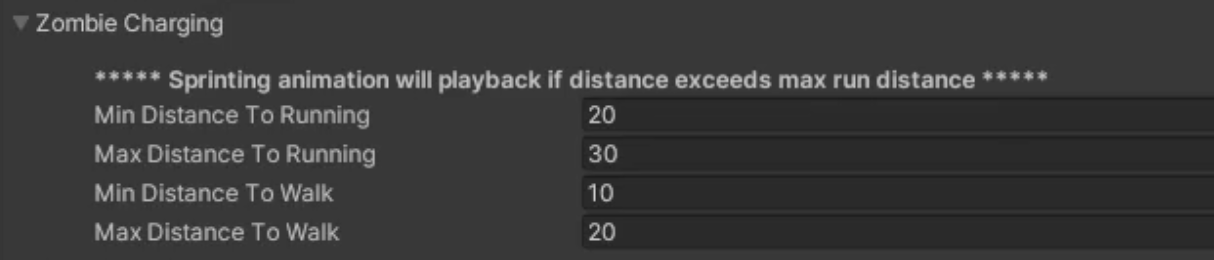 Zombie Charging
***** Sprinting animation will playback if distance exceeds max run distance *****
Min Distance To Running 20
Max Distance To Running 30
Min Distance To Walk 10
Max Distance To Walk 20